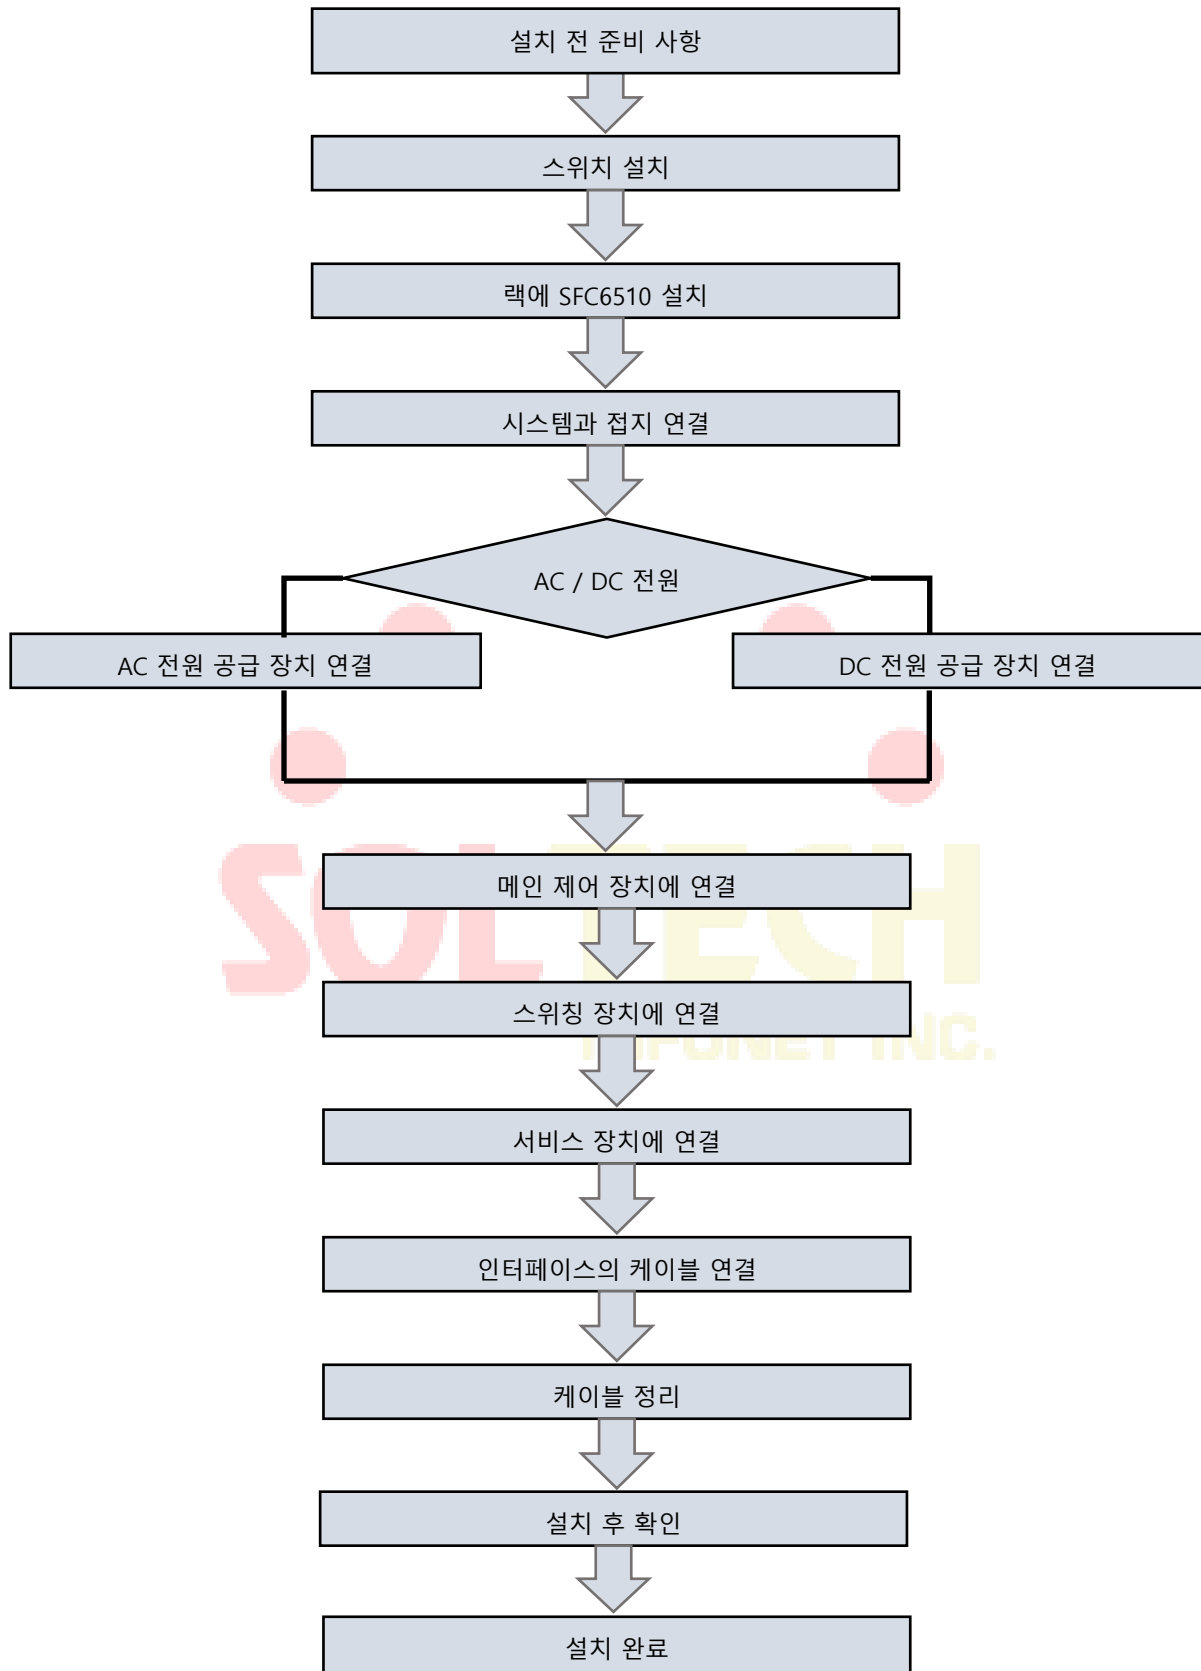 설치 전 준비 사항
스위치 설치
랙에 SFC6510 설치
시스템과 접지 연결
AC / DC 전원
AC 전원 공급 장치 연결
DC 전원 공급 장치 연결
SOLTECH
INFONET INC.
메인 제어 장치에 연결
스위칭 장치에 연결
서비스 장치에 연결
인터페이스의 케이블 연결
케이블 정리
설치 후 확인
설치 완료